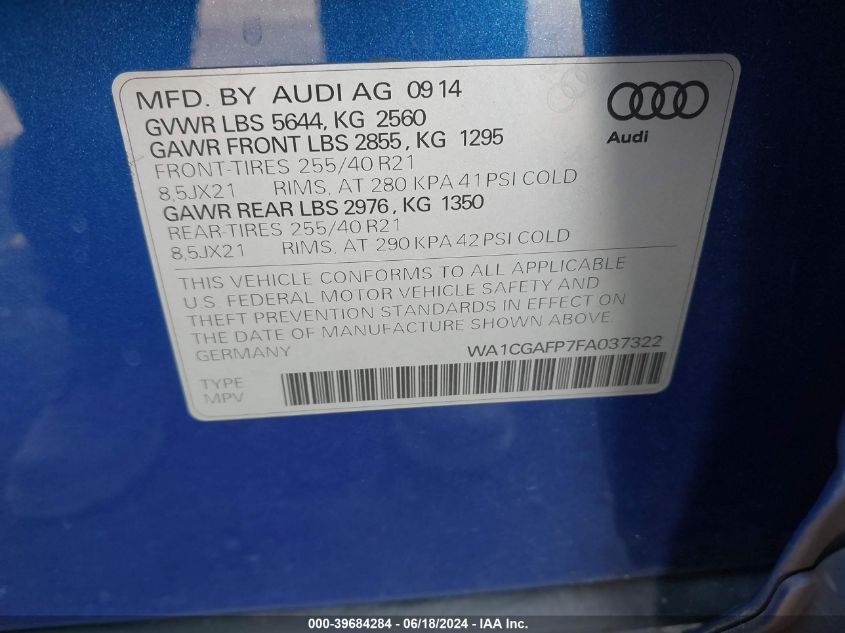 MFD. BY AUDI AG 09 14
GVWR LBS 5644, KG 2560
GAWR FRONT LBS 2855, KG 1295
FRONT-TIRES 255/40 R21
8,5JX21 RIMS, AT 280 KPA 41 PSI COLD
GAWR REAR LBS 2976, KG 1350
REAR-TIRES 255/40 R21
8,5JX21 RIMS, AT 290 KPA 42 PSI COLD
Audi
THIS VEHICLE CONFORMS TO ALL APPLICABLE
U.S. FEDERAL MOTOR VEHICLE SAFETY AND
THEFT PREVENTION STANDARDS IN EFFECT ON
THE DATE OF MANUFACTURE SHOWN ABOVE.
GERMANY WA1CGAFP7FA037322
TYPE
MPV
000-39684284 - 06/18/2024 - IAA Inc.